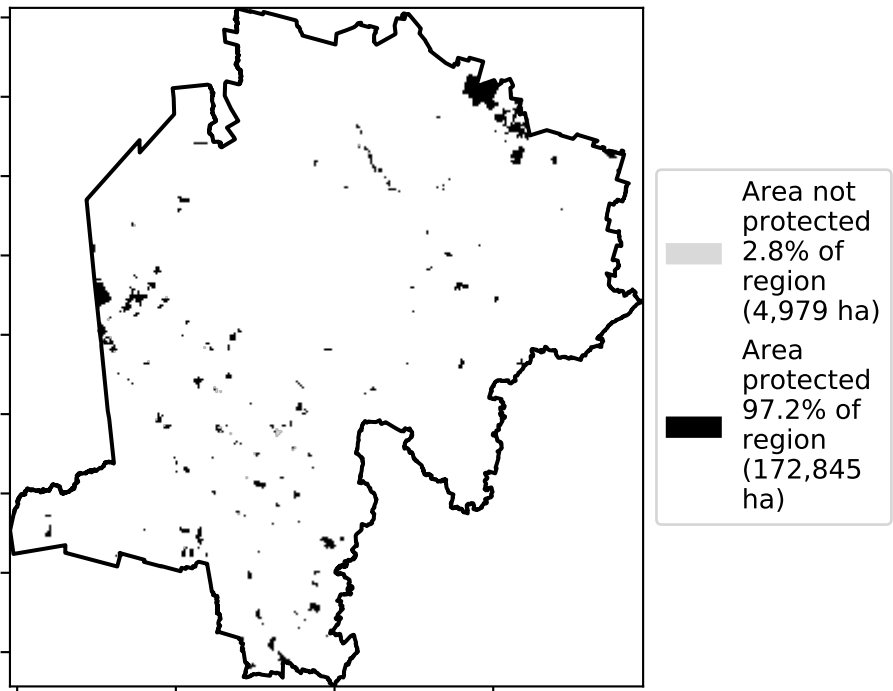 Area not
protected
2.8% of
region
(4,979 ha)
Area
protected
97.2% of
region
(172,845
ha)